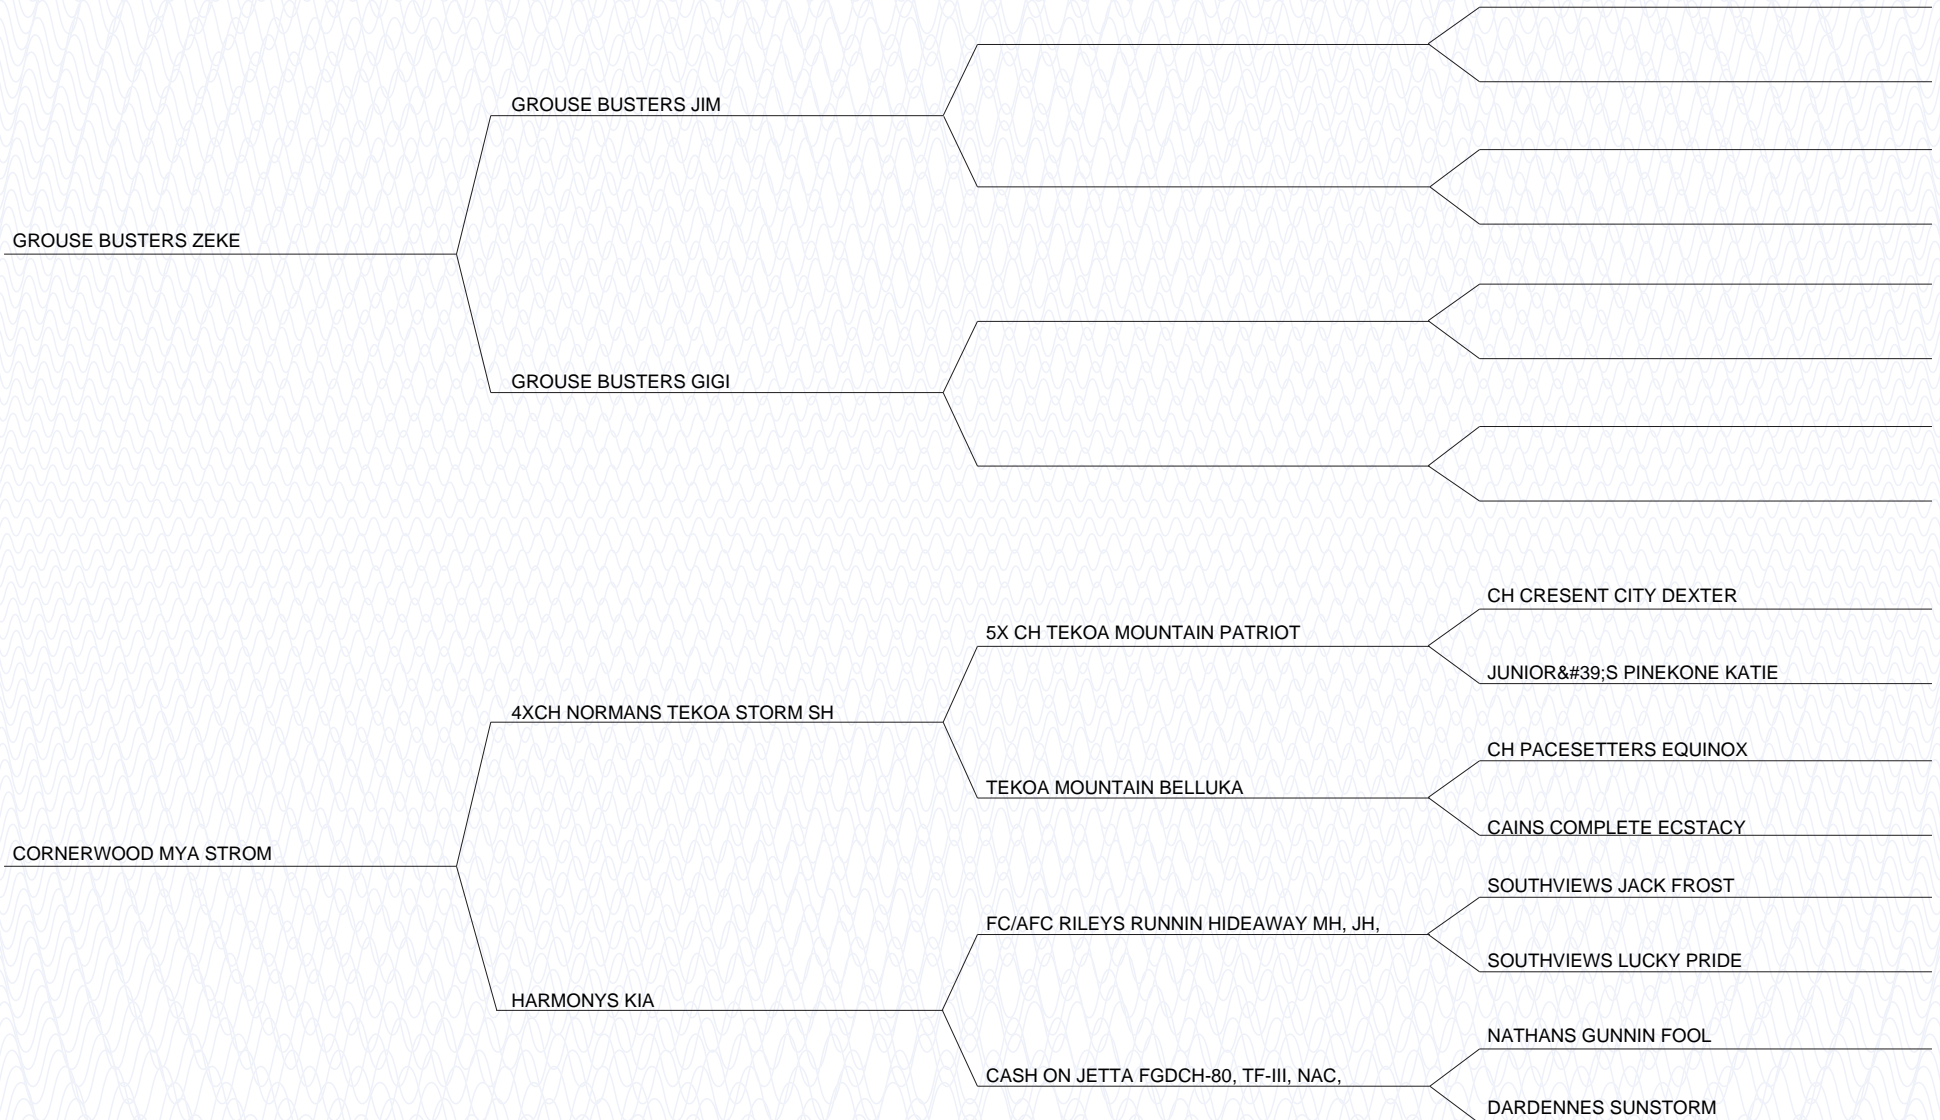 GROUSE BUSTERS JIM
GROUSE BUSTERS ZEKE
GROUSE BUSTERS GIGI
CH CRESENT CITY DEXTER
5X CH TEKOA MOUNTAIN PATRIOT
JUNIOR&#39;S PINEKONE KATIE
4XCH NORMANS TEKOA STORM SH
CH PACESETTERS EQUINOX
TEKOA MOUNTAIN BELLUKA
CAINS COMPLETE ECSTACY
CORNERWOOD MYA STROM
SOUTHVIEWS JACK FROST
FC/AFC RILEYS RUNNIN HIDEAWAY MH, JH,
SOUTHVIEWS LUCKY PRIDE
HARMONYS KIA
NATHANS GUNNIN FOOL
CASH ON JETTA FGDCH-80, TF-III, NAC,
DARDENNES SUNSTORM